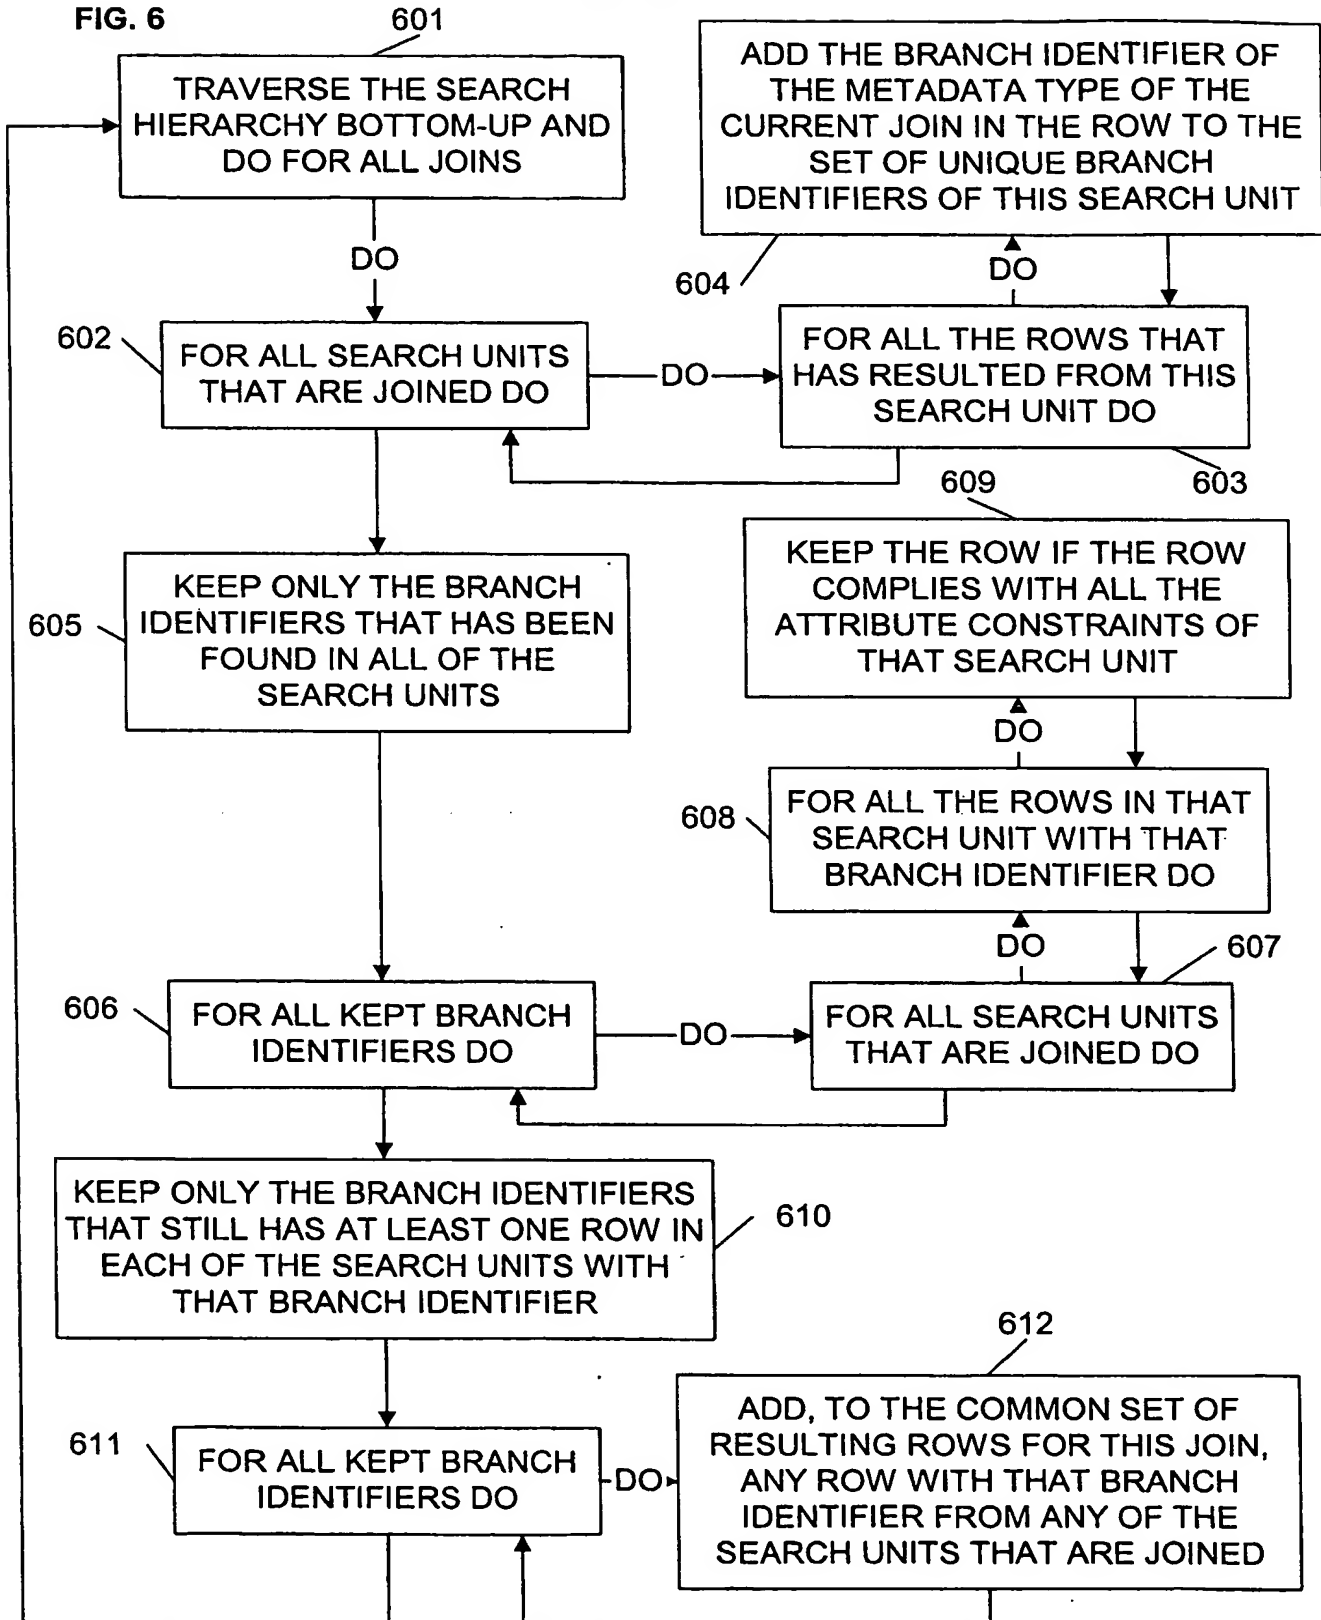 FIG. 6
601
TRAVERSE THE SEARCH
HIERARCHY BOTTOM-UP AND
DO FOR ALL JOINS
DO
ADD THE BRANCH IDENTIFIER OF
THE METADATA TYPE OF THE
CURRENT JOIN IN THE ROW TO THE
SET OF UNIQUE BRANCH
IDENTIFIERS OF THIS SEARCH UNIT
604
DO
602
FOR ALL SEARCH UNITS
THAT ARE JOINED DO
DO
FOR ALL THE ROWS THAT
HAS RESULTED FROM THIS
SEARCH UNIT DO
603
609
KEEP THE ROW IF THE ROW
COMPLIES WITH ALL THE
ATTRIBUTE CONSTRAINTS OF
THAT SEARCH UNIT
605
KEEP ONLY THE BRANCH
IDENTIFIERS THAT HAS BEEN
FOUND IN ALL OF THE
SEARCH UNITS
DO
608
FOR ALL THE ROWS IN THAT
SEARCH UNIT WITH THAT
BRANCH IDENTIFIER DO
DO
607
606
FOR ALL KEPT BRANCH
IDENTIFIERS DO
DO
FOR ALL SEARCH UNITS
THAT ARE JOINED DO
KEEP ONLY THE BRANCH IDENTIFIERS
THAT STILL HAS AT LEAST ONE ROW IN
EACH OF THE SEARCH UNITS WITH
THAT BRANCH IDENTIFIER
610
612
611
FOR ALL KEPT BRANCH
IDENTIFIERS DO
DO
ADD, TO THE COMMON SET OF
RESULTING ROWS FOR THIS JOIN,
ANY ROW WITH THAT BRANCH
IDENTIFIER FROM ANY OF THE
SEARCH UNITS THAT ARE JOINED